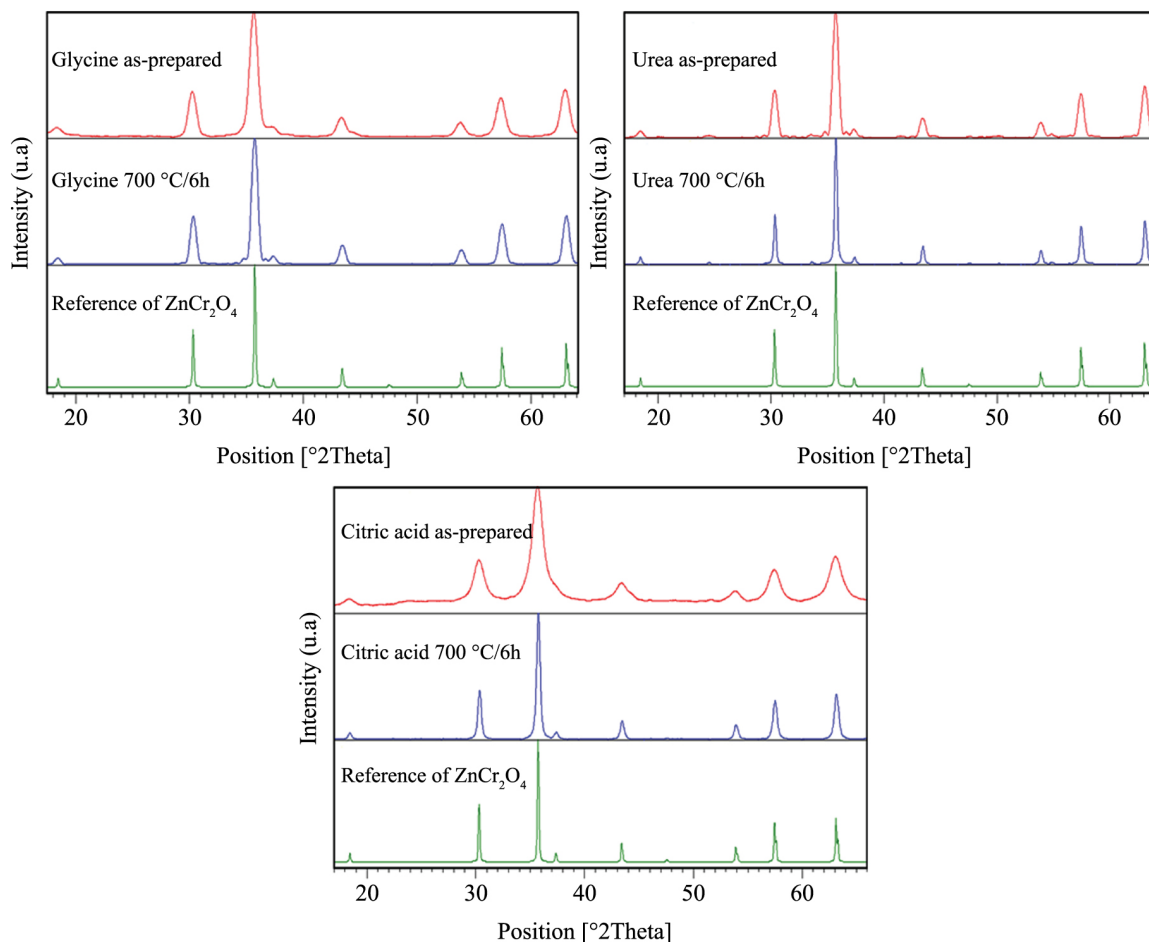 Intensity (u.a)
Glycine as-prepared
Glycine 700 °C/6h
Reference of ZnCr₂O₄
20 30 40 50 60
Position [°2Theta]
Intensity (u.a)
Urea as-prepared
Urea 700 °C/6h
Reference of ZnCr₂O₄
20 30 40 50 60
Position [°2Theta]
Intensity (u.a)
Citric acid as-prepared
Citric acid 700 °C/6h
Reference of ZnCr₂O₄
20 30 40 50 60
Position [°2Theta]